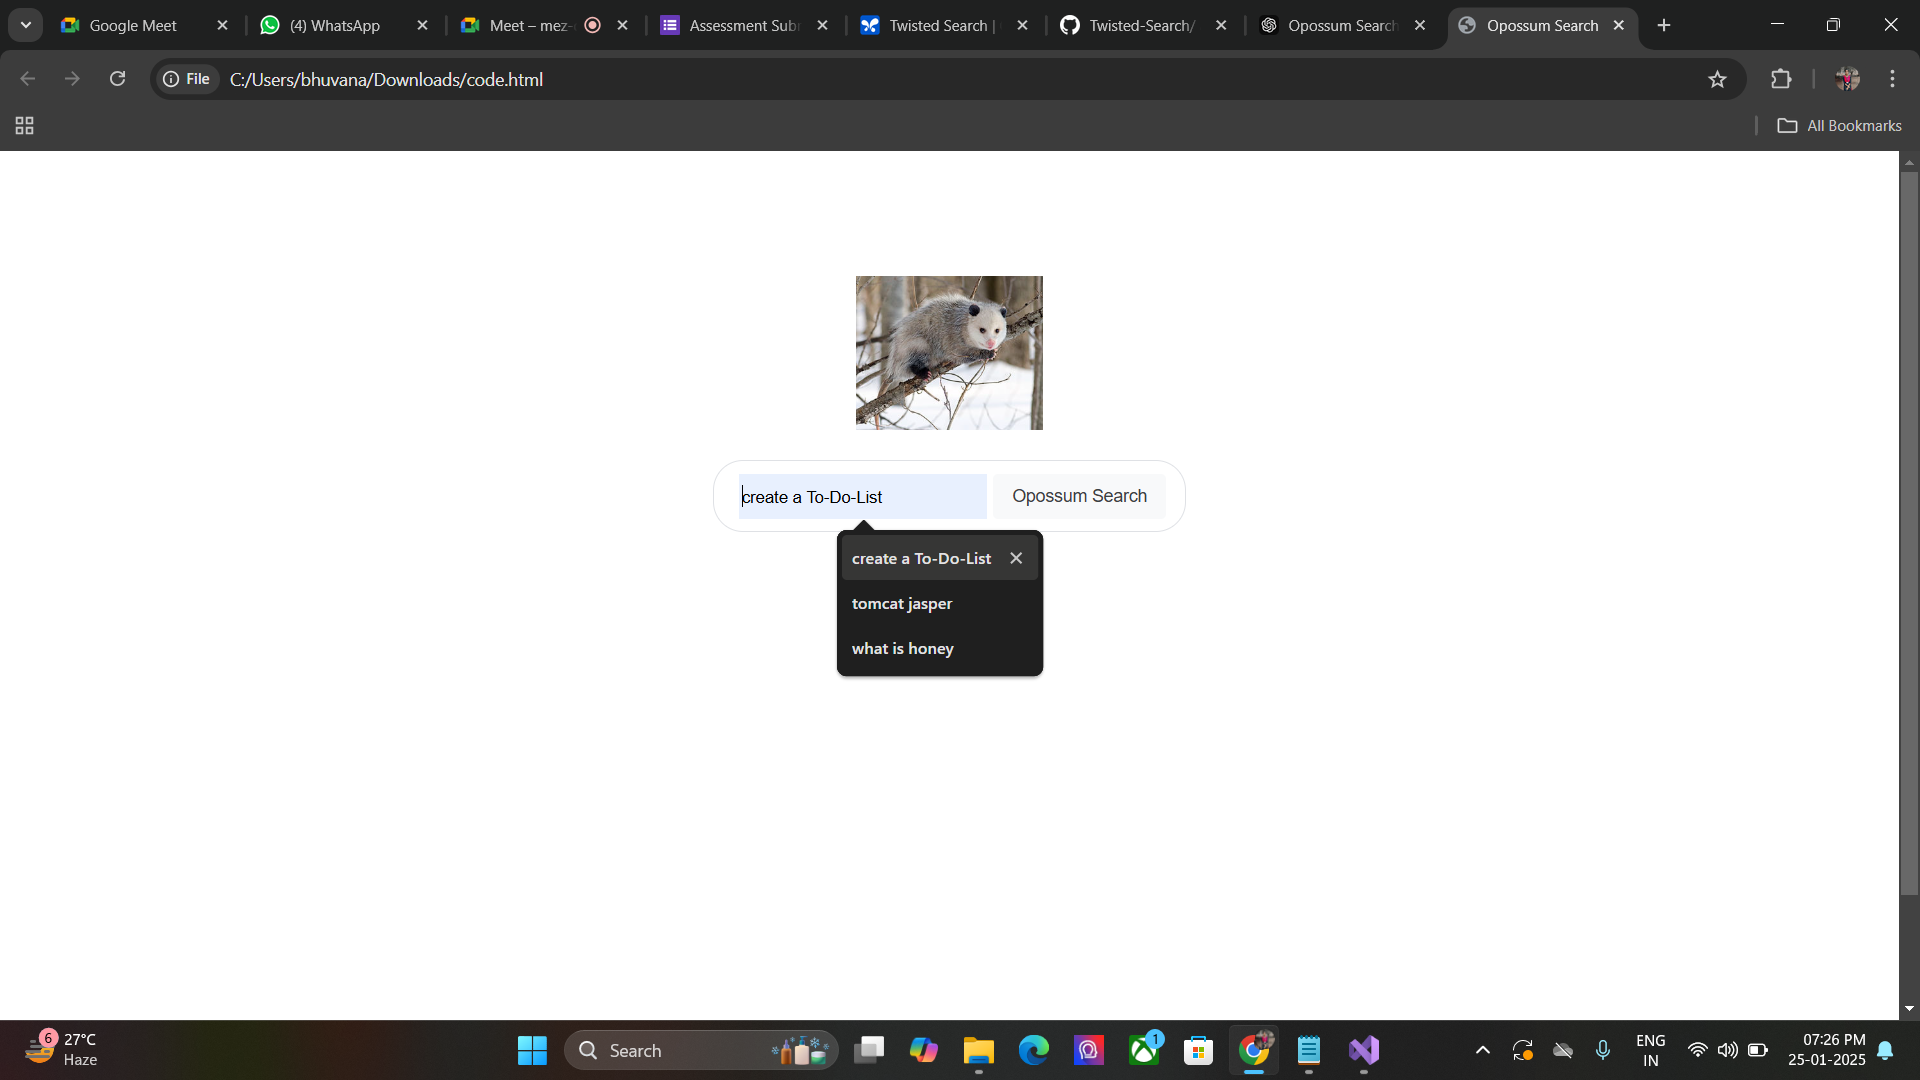 Google Meet
(4) WhatsApp
Meet – mez-
Assessment Sub
Twisted Search |
Twisted-Search/
Opossum Search
Opossum Search
File
C:/Users/bhuvana/Downloads/code.html
All Bookmarks
create a To-Do-List
Opossum Search
create a To-Do-List
tomcat jasper
what is honey
6
27°C
Haze
Search
1
ENG
IN
07:26 PM
25-01-2025